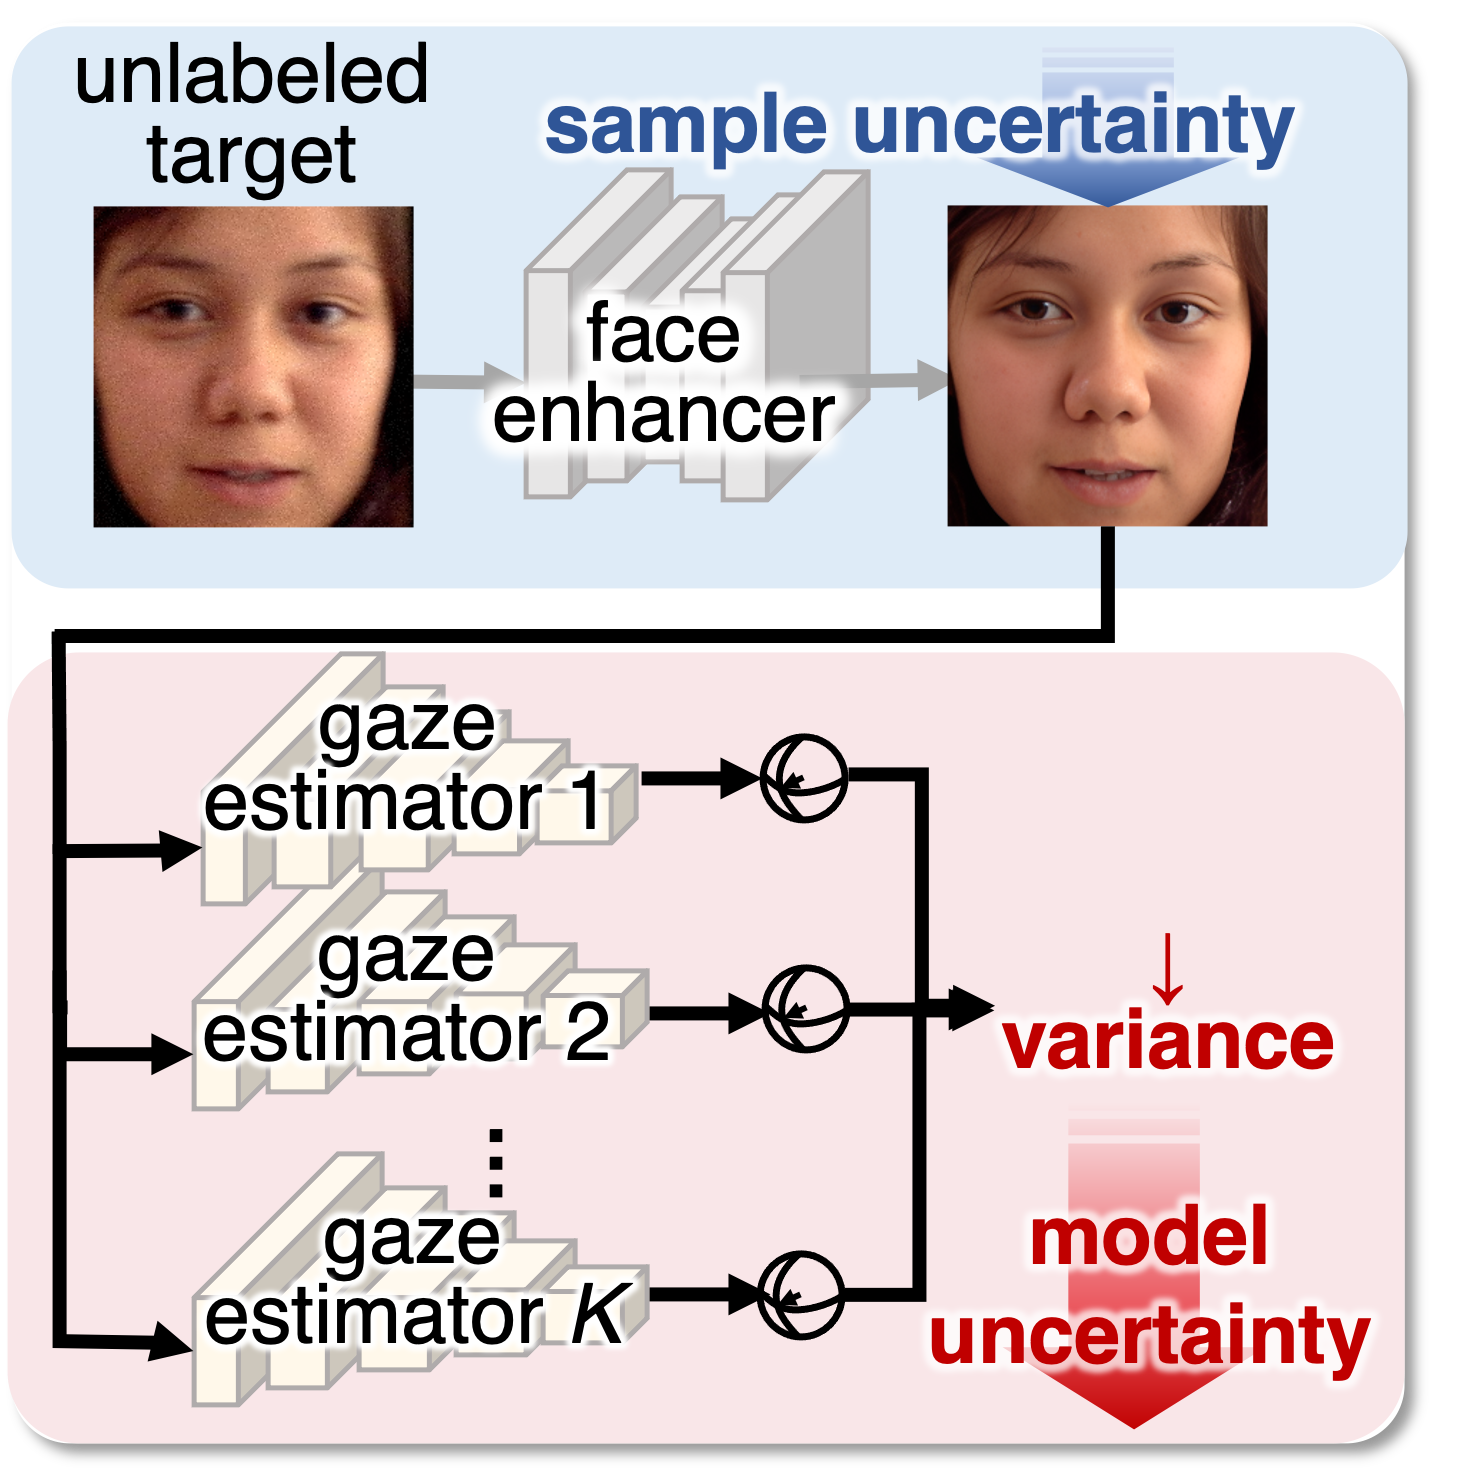 unlabeled
target
sample uncertainty
face
enhancer
gaze
estimator 1
gaze
estimator 2
⋮
gaze
estimator K
↓
variance
model
uncertainty